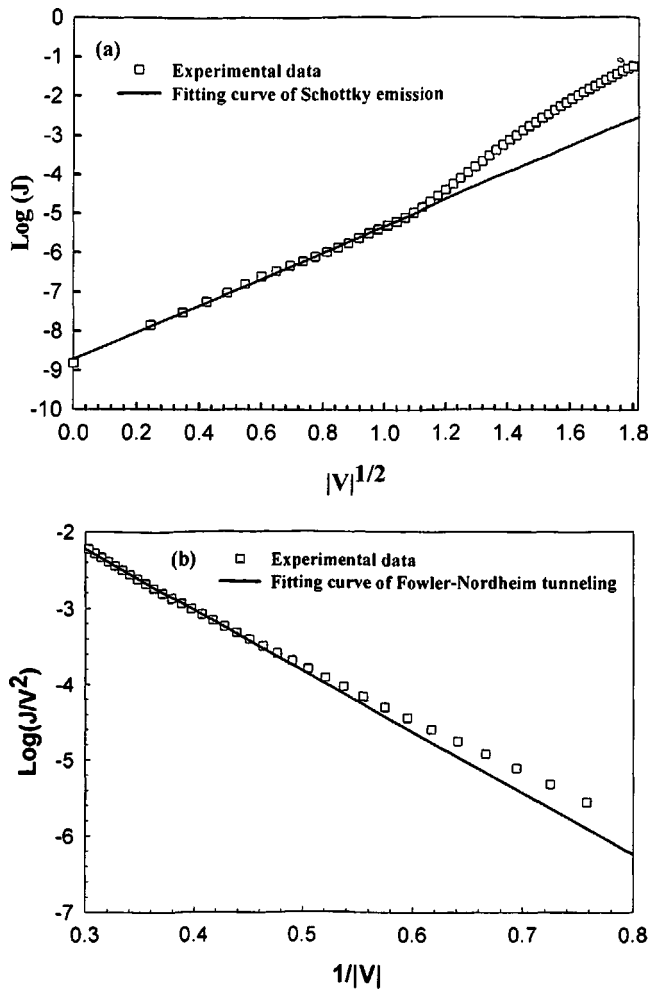 0
(a)
-1
Experimental data
Fitting curve of Schottky emission
-2
-3
-4
Log (J)
-5
-6
-7
-8
-9
-10
0.0 0.2 0.4 0.6 0.8 1.0 1.2 1.4 1.6 1.8
|V|1/2
-2
(b)
Experimental data
Fitting curve of Fowler-Nordheim tunneling
-3
-4
Log(J/V2)
-5
-6
-7
0.3 0.4 0.5 0.6 0.7 0.8
1/|V|